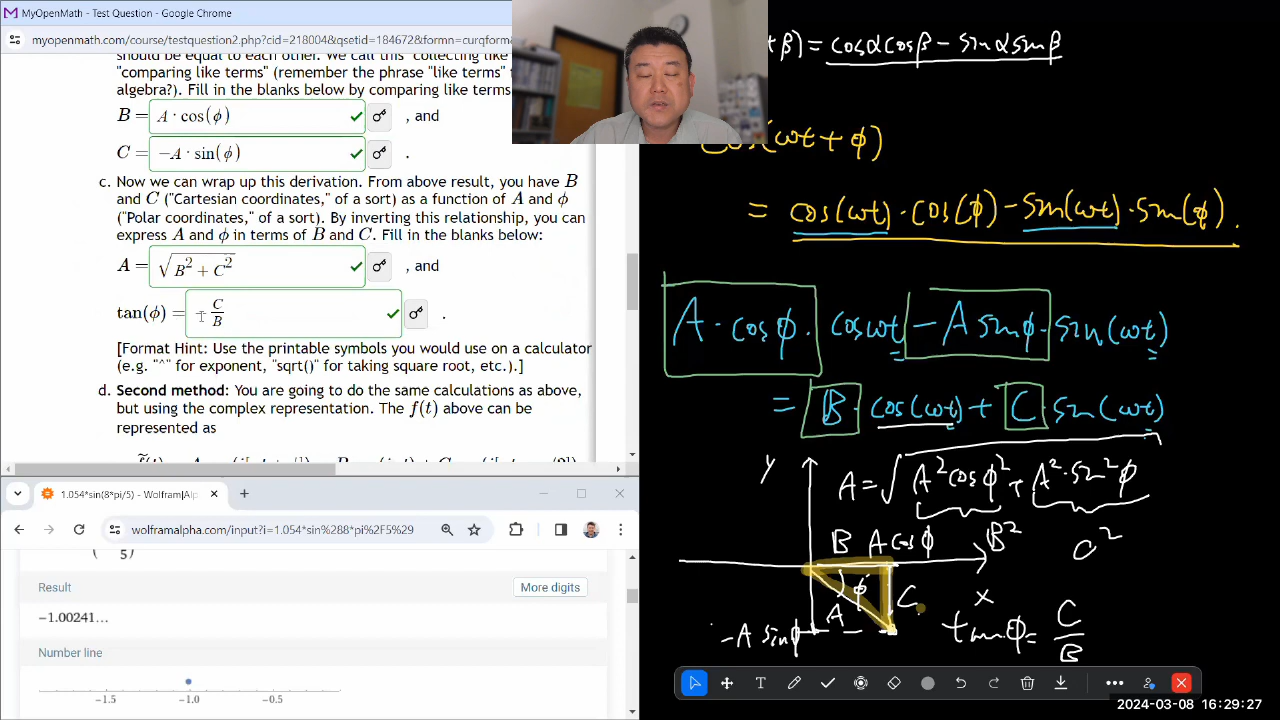 MyOpenMath - Test Question - Google Chrome
myopenmath.com/course/testquestion2.php?cid=218004&qsetid=1844672&formn=curqform
should be equal to each others. We call this "collecting like
"comparing like terms" (remember the phrase "like terms"
algebra?). Fill in the blanks below by comparing like terms
B = A · cos(ϕ) , and
C = −A · sin(ϕ) .
c. Now we can wrap up this derivation. From above result, you have B
and C ("Cartesian coordinates," of a sort) as a function of A and ϕ
("Polar coordinates," of a sort). By inverting this relationship, you can
express A and ϕ in terms of B and C. Fill in the blanks below:
A = √(B² + C²) , and
tan(ϕ) = − C/B .
[Format Hint: Use the printable symbols you would use on a calculator
(e.g. "^" for exponent, "sqrt()" for taking square root, etc.).]
d. Second method: You are going to do the same calculations as above,
but using the complex representation. The f(t) above can be
represented as
1.054*sin(8*pi/5) - Wolfram|Alp
wolframalpha.com/input?i=1.054*sin%288*pi%2F5%29
5)
Result
More digits
−1.00241...
Number line
−1.5 −1.0 −0.5
+β) = cosα cosβ − sinα sinβ
Cos(ωt + ϕ)
= cos(ωt) · cos(ϕ) − sin(ωt) · sin(ϕ).
A · cosϕ · cosωt − A sinϕ · sin(ωt)
= B · cos(ωt) + C · sin(ωt)
y A = √(A² cosϕ² + A² · sin²ϕ)
B A cosϕ B² C²
ϕ C x
A
−A sinϕ tanϕ = C/B
T
2024-03-08 16:29:27